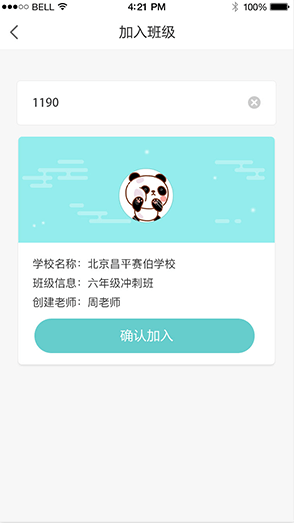 BELL 4:21 PM 100%
加入班级
1190
学校名称：北京昌平赛伯学校
班级信息：六年级冲刺班
创建老师：周老师
确认加入